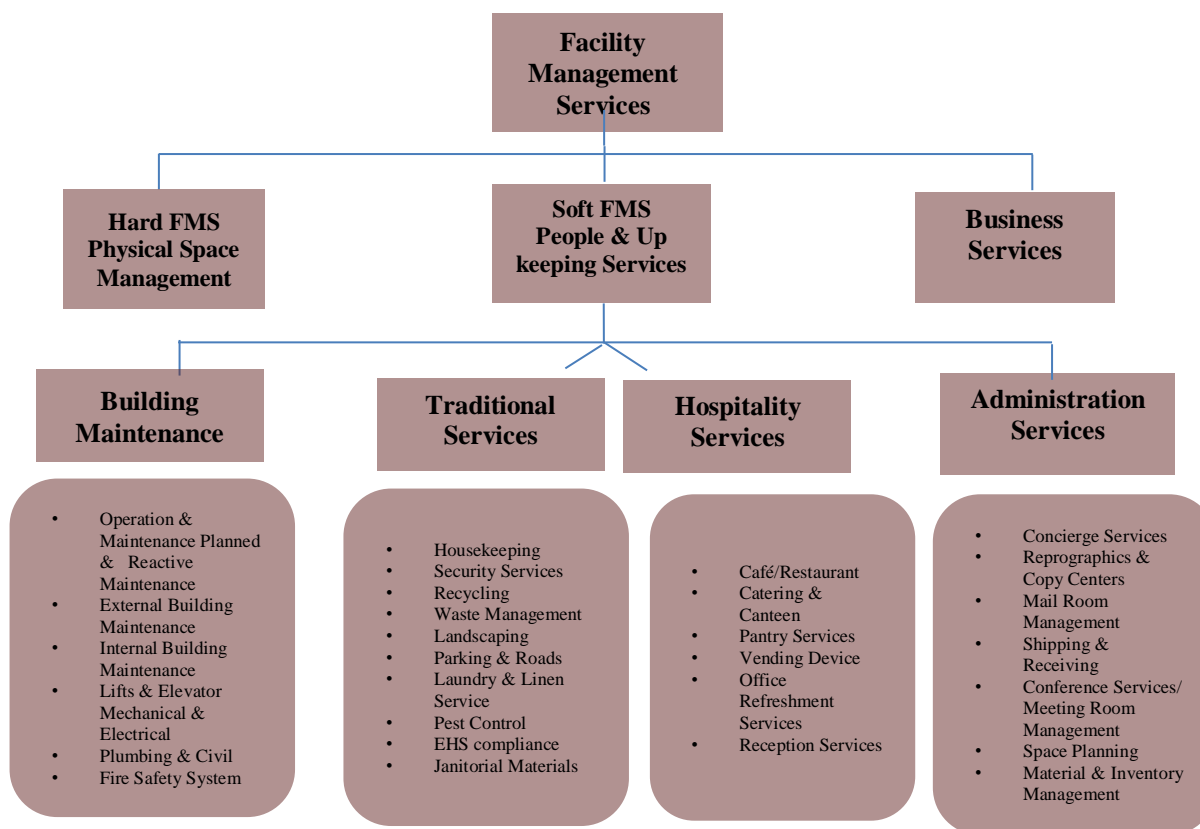 Facility
Management
Services
Hard FMS
Physical Space
Management
Soft FMS
People & Up
keeping Services
Business
Services
Building
Maintenance
Traditional
Services
Hospitality
Services
Administration
Services
• Operation &
Maintenance Planned
& Reactive
Maintenance
• External Building
Maintenance
• Internal Building
Maintenance
• Lifts & Elevator
Mechanical &
Electrical
• Plumbing & Civil
• Fire Safety System
• Housekeeping
• Security Services
• Recycling
• Waste Management
• Landscaping
• Parking & Roads
• Laundry & Linen
Service
• Pest Control
• EHS compliance
• Janitorial Materials
• Café/Restaurant
• Catering &
Canteen
• Pantry Services
• Vending Device
• Office
Refreshment
Services
• Reception Services
• Concierge Services
• Reprographics &
Copy Centers
• Mail Room
Management
• Shipping &
Receiving
• Conference Services/
Meeting Room
Management
• Space Planning
• Material & Inventory
Management